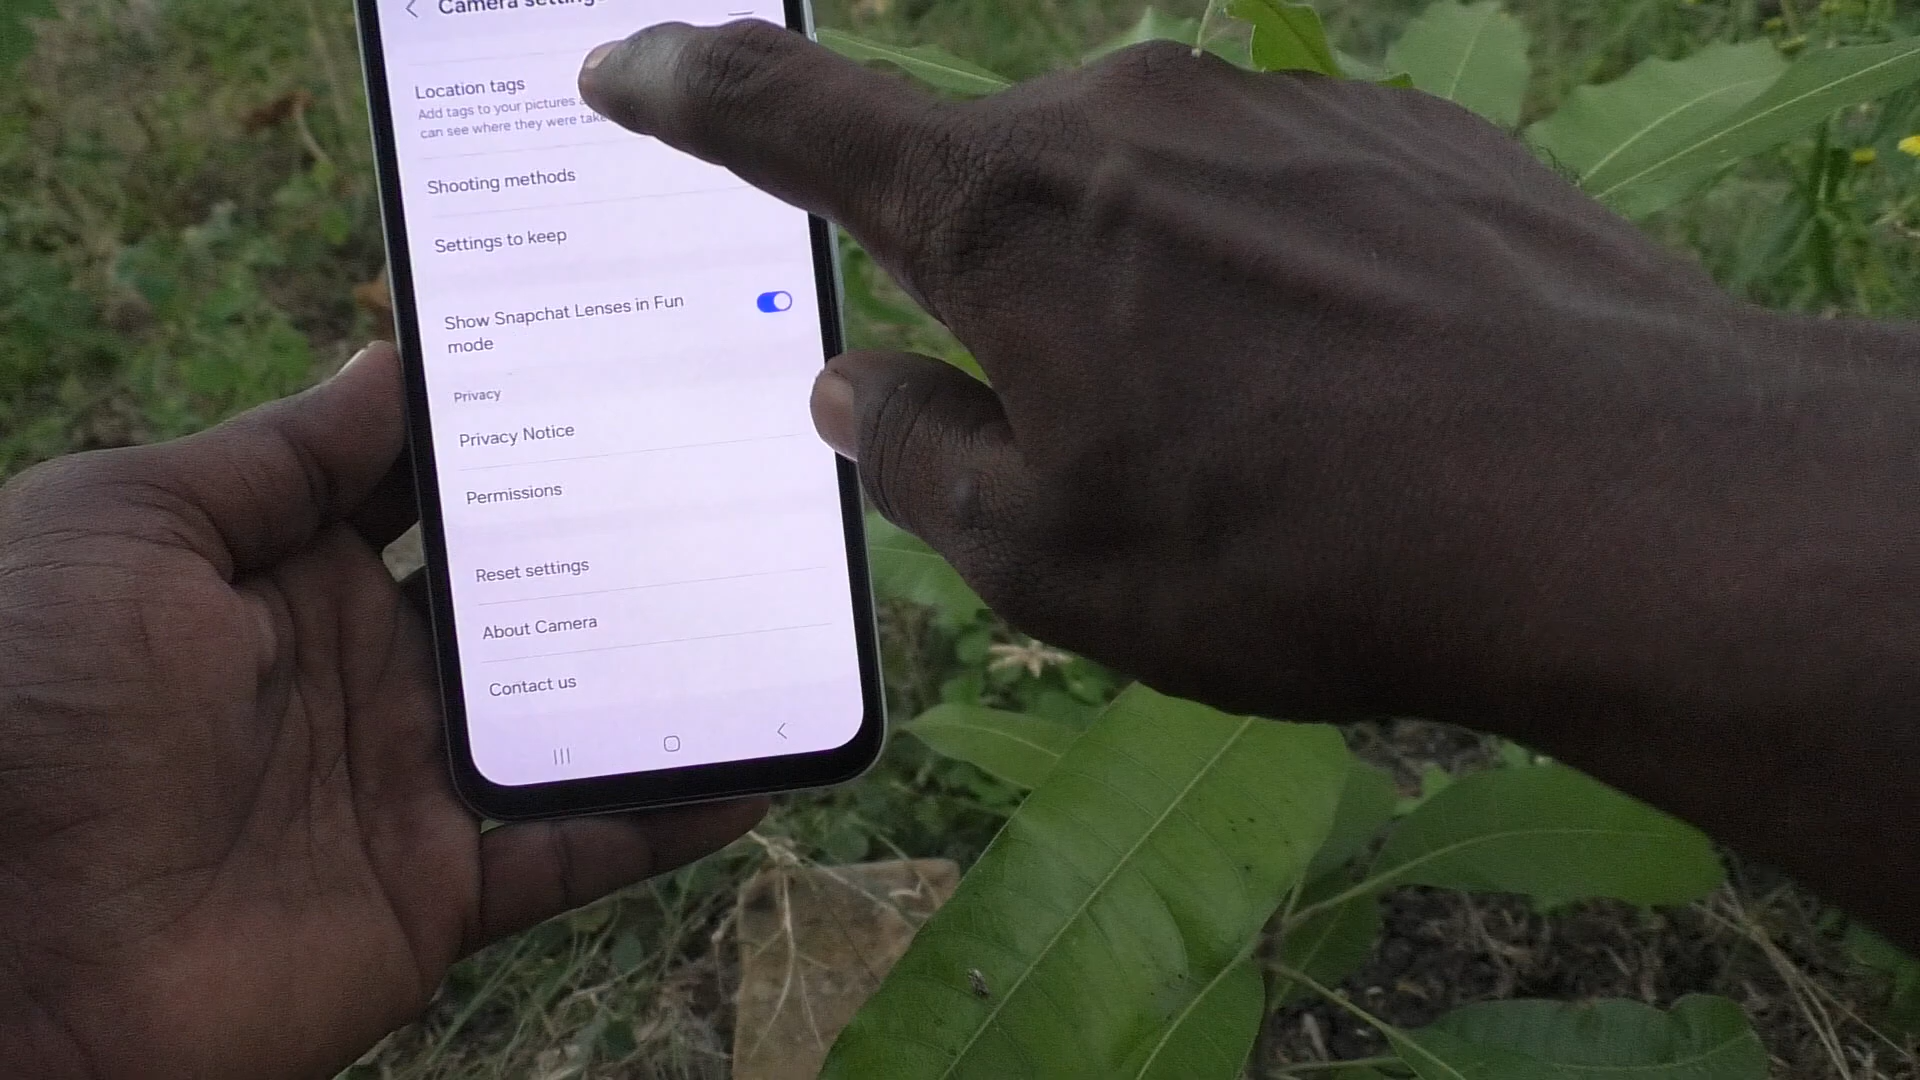 Camera
Location tags
Add tags to your pictures
can see where they were
Shooting methods
Settings to keep
Show Snapchat Lenses in Fun
mode
Privacy
Privacy Notice
Permissions
Reset settings
About Camera
Contact us